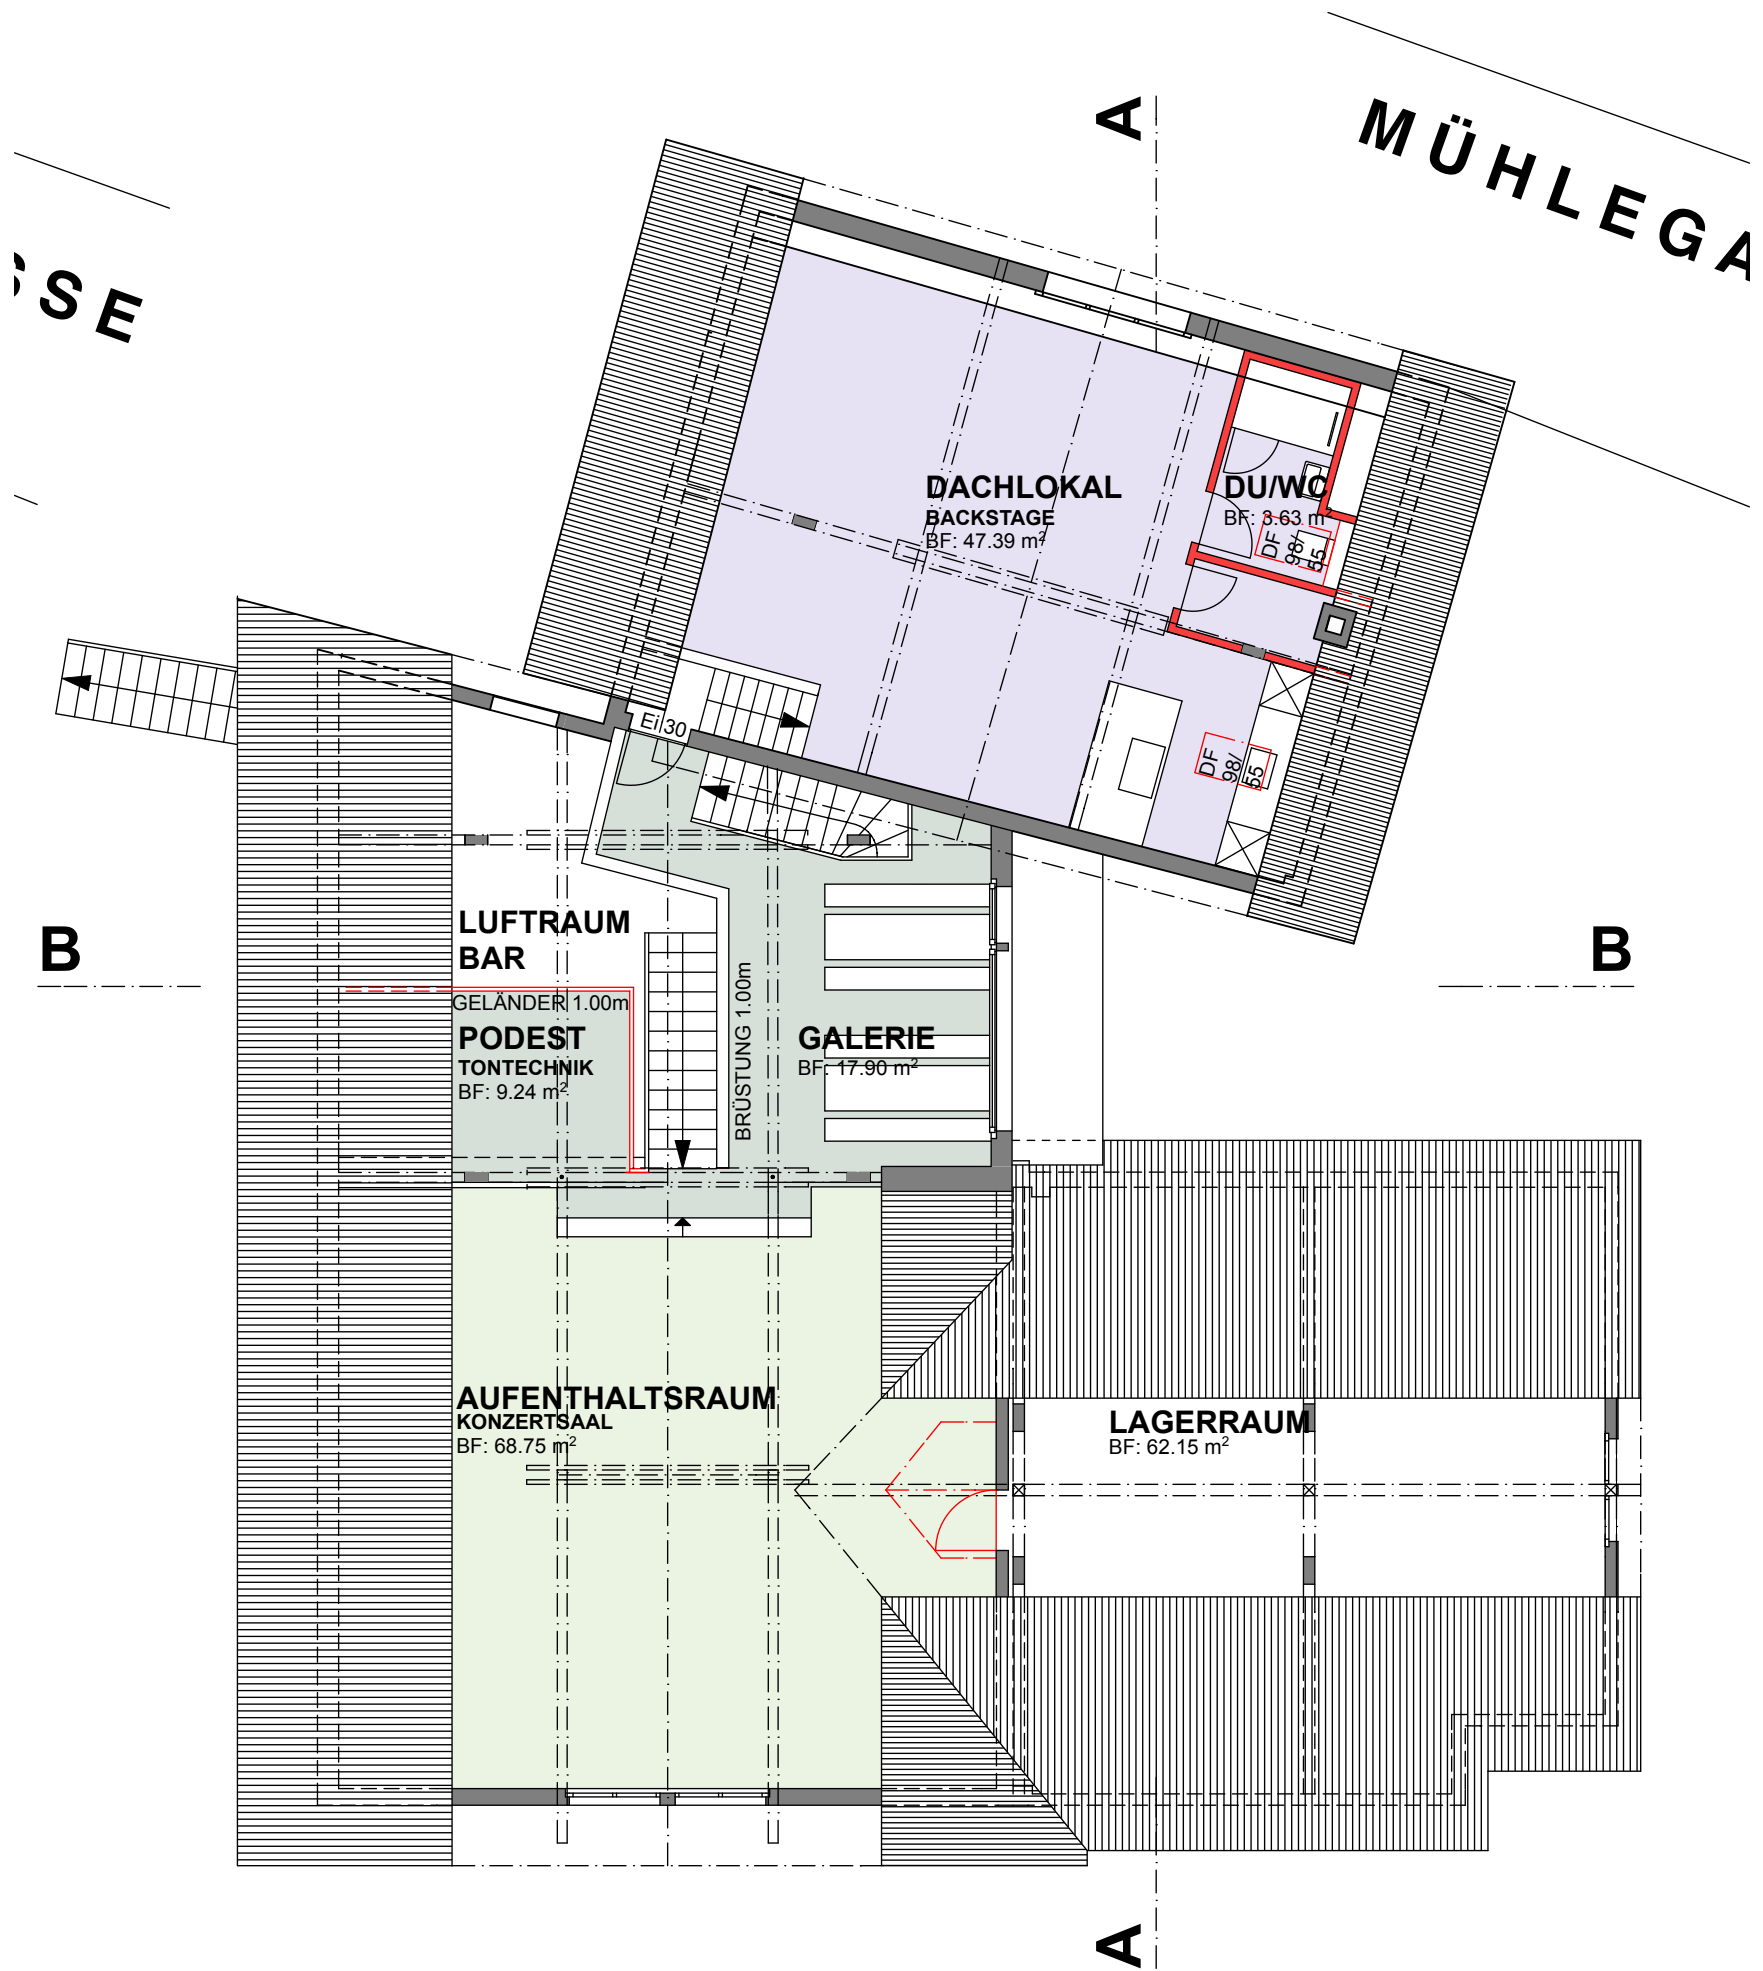 A
MÜHLEGA
SSE
DACHLOKAL
BACKSTAGE
BF: 47.39 m²
DU/WC
BF: 3.63 m²
DF
98/
55
Ei 30
DF
98/
55
LUFTRAUM
BAR
B
B
GELÄNDER 1.00m
PODEST
TONTECHNIK
BF: 9.24 m²
BRÜSTUNG 1.00m
GALERIE
BF: 17.90 m²
AUFENTHALTSRAUM
KONZERTSAAL
BF: 68.75 m²
LAGERRAUM
BF: 62.15 m²
A